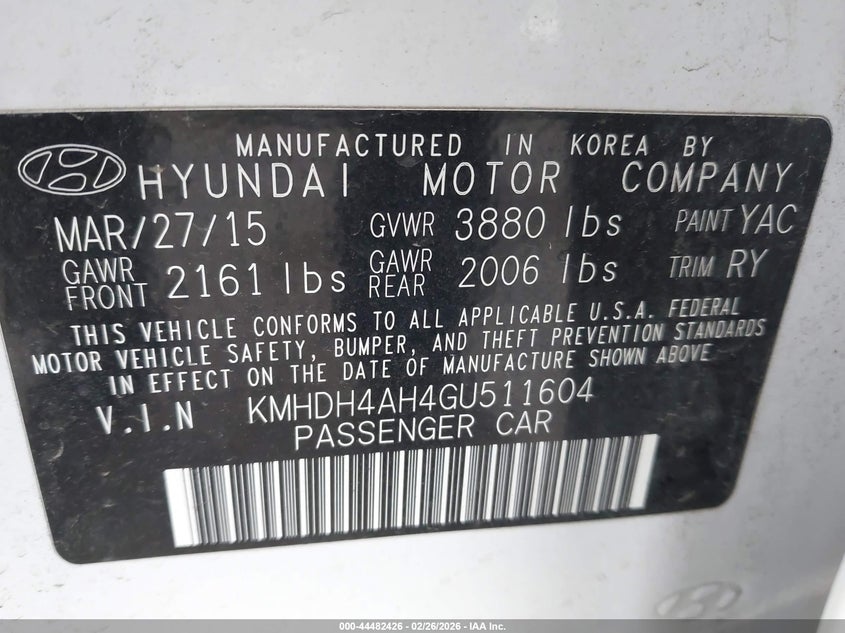 MANUFACTURED IN KOREA BY
HYUNDAI MOTOR COMPANY
MAR/27/15 GVWR 3880 lbs PAINT YAC
GAWR FRONT 2161 lbs GAWR REAR 2006 lbs TRIM RY
THIS VEHICLE CONFORMS TO ALL APPLICABLE U.S.A. FEDERAL
MOTOR VEHICLE SAFETY, BUMPER, AND THEFT PREVENTION STANDARDS
IN EFFECT ON THE DATE OF MANUFACTURE SHOWN ABOVE
V.I.N KMHDH4AH4GU511604
PASSENGER CAR
000-44482426 - 02/26/2026 - IAA Inc.